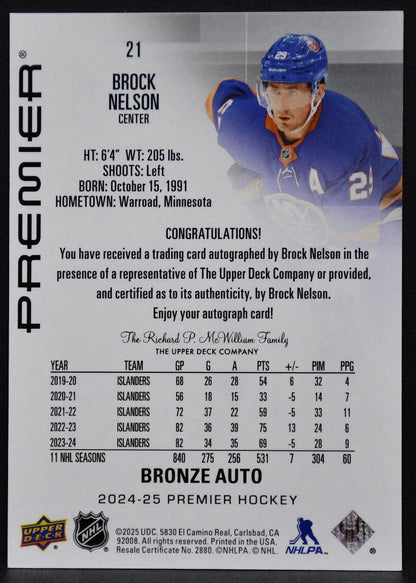 21
BROCK
NELSON
CENTER
PREMIER®
HT: 6'4" WT: 205 lbs.
SHOOTS: Left
BORN: October 15, 1991
HOMETOWN: Warroad, Minnesota
29
29
A
CONGRATULATIONS!
You have received a trading card autographed by Brock Nelson in the
presence of a representative of The Upper Deck Company or provided,
and certified as to its authenticity, by Brock Nelson.
Enjoy your autograph card!
The Richard P. McWilliam Family
THE UPPER DECK COMPANY
YEAR TEAM GP G A PTS +/- PIM PPG
2019-20 ISLANDERS 68 26 28 54 6 32 4
2020-21 ISLANDERS 56 18 15 33 -5 14 7
2021-22 ISLANDERS 72 37 22 59 -5 33 11
2022-23 ISLANDERS 82 36 39 75 13 24 6
2023-24 ISLANDERS 82 34 35 69 -5 28 9
11 NHL SEASONS 840 275 256 531 7 304 60
BRONZE AUTO
2024-25 PREMIER HOCKEY
UPPER DECK
NHL
©2025 UDC. 5830 El Camino Real, Carlsbad, CA
92008. All rights reserved. Printed in the USA.
Resale Certificate No. 2880. ©NHLPA. © NHL.
NHLPA®
®